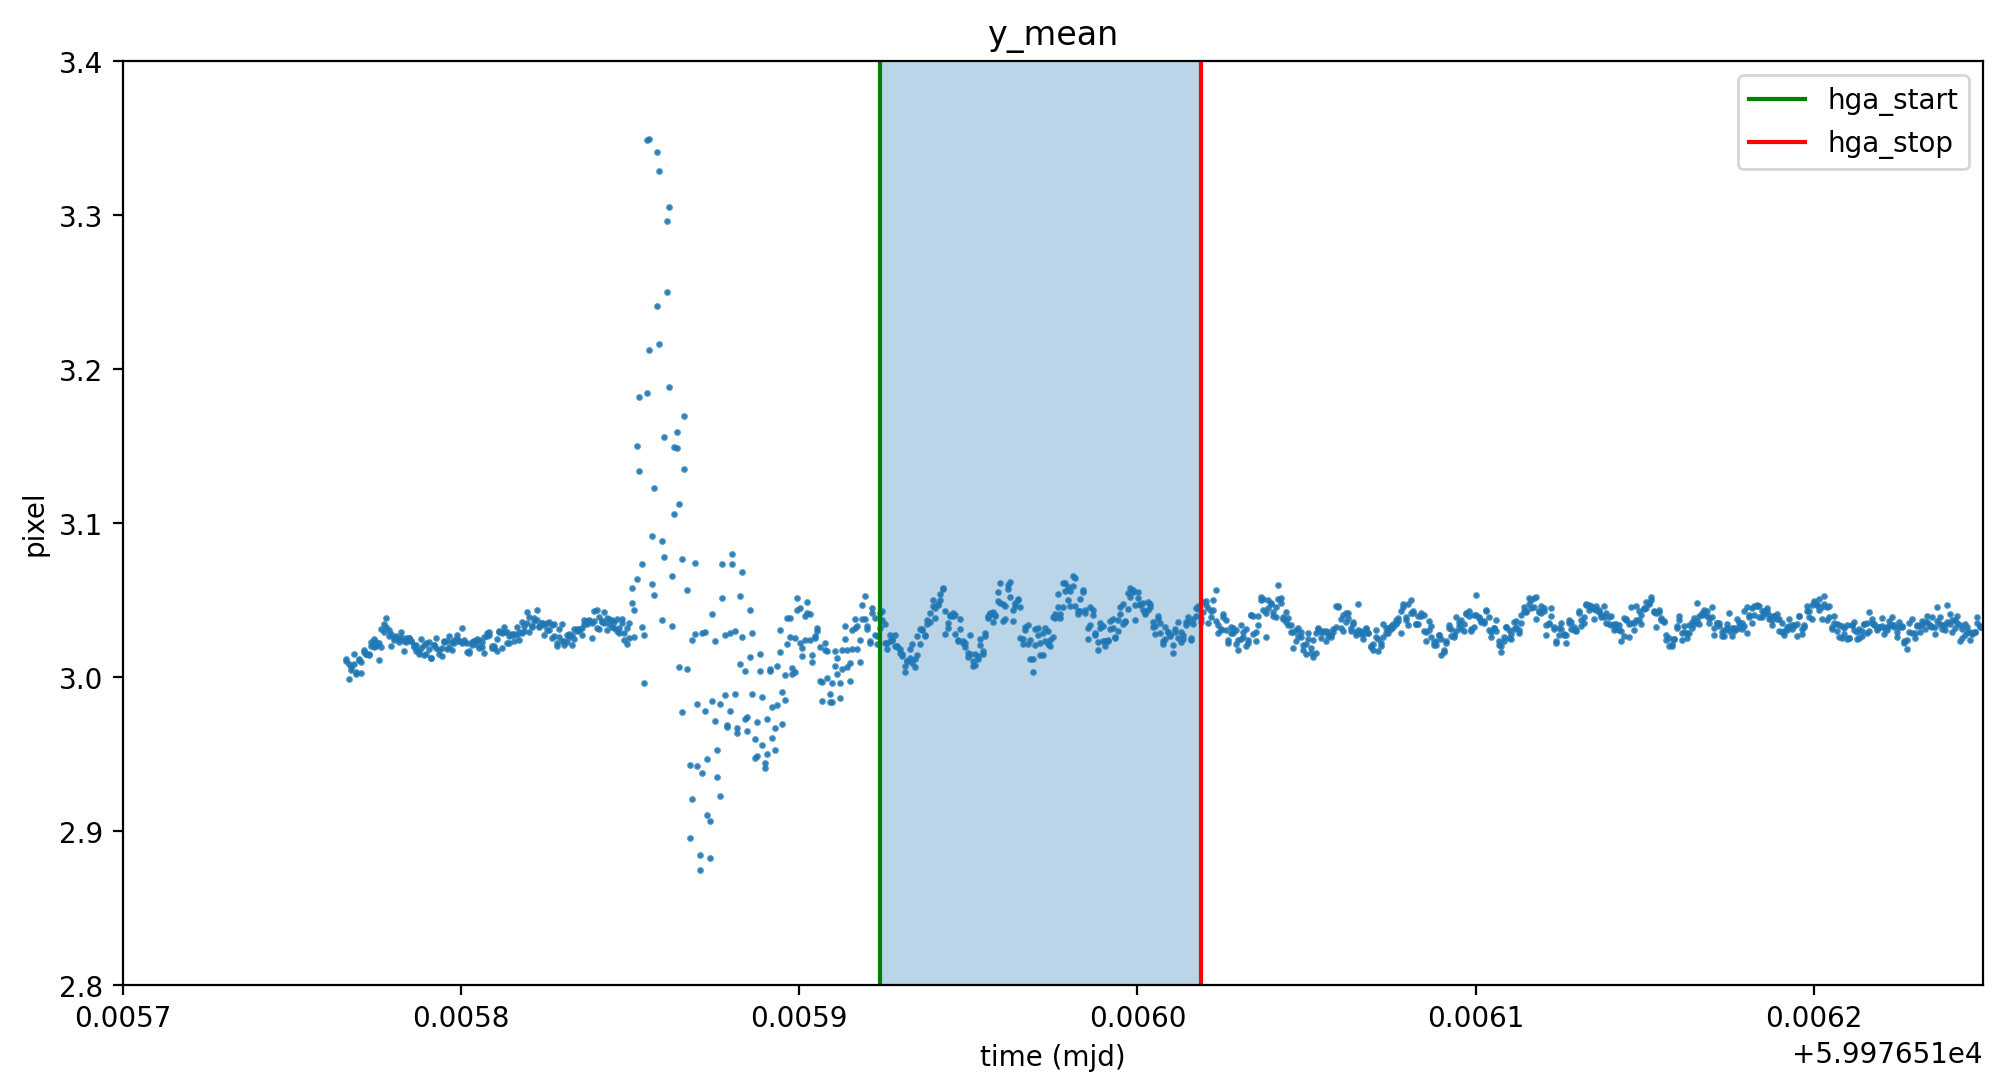 y_mean
3.4
3.3
3.2
3.1
3.0
2.9
2.8
pixel
hga_start
hga_stop
0.0057
0.0058
0.0059
0.0060
0.0061
0.0062
time (mjd)
+5.997651e4